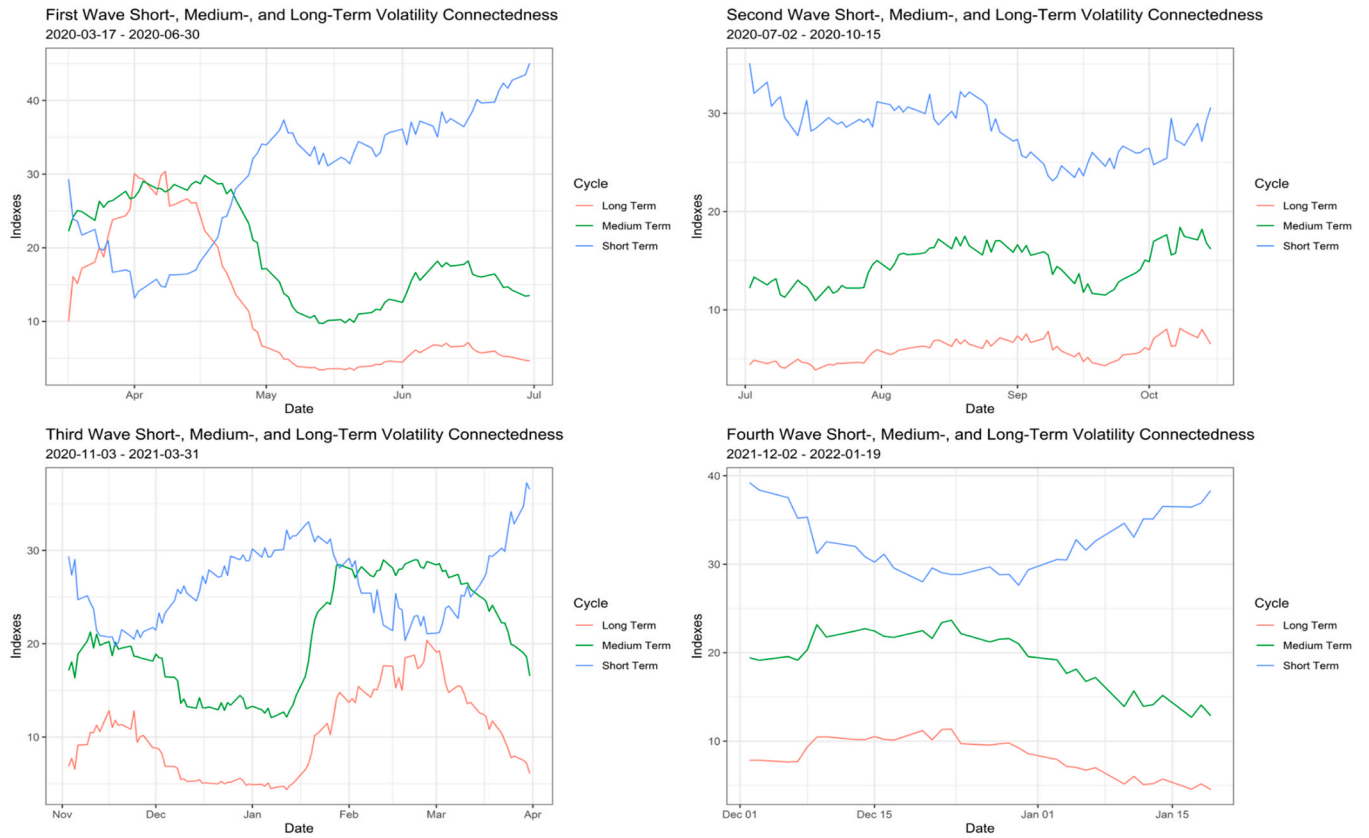 First Wave Short-, Medium-, and Long-Term Volatility Connectedness
2020-03-17 - 2020-06-30
Indexes
40
30
20
10
Apr
May
Jun
Jul
Date
Cycle
Long Term
Medium Term
Short Term
Second Wave Short-, Medium-, and Long-Term Volatility Connectedness
2020-07-02 - 2020-10-15
Indexes
30
20
10
Jul
Aug
Sep
Oct
Date
Cycle
Long Term
Medium Term
Short Term
Third Wave Short-, Medium-, and Long-Term Volatility Connectedness
2020-11-03 - 2021-03-31
Indexes
30
20
10
Nov
Dec
Jan
Feb
Mar
Apr
Date
Cycle
Long Term
Medium Term
Short Term
Fourth Wave Short-, Medium-, and Long-Term Volatility Connectedness
2021-12-02 - 2022-01-19
Indexes
40
30
20
10
Dec 01
Dec 15
Jan 01
Jan 15
Date
Cycle
Long Term
Medium Term
Short Term